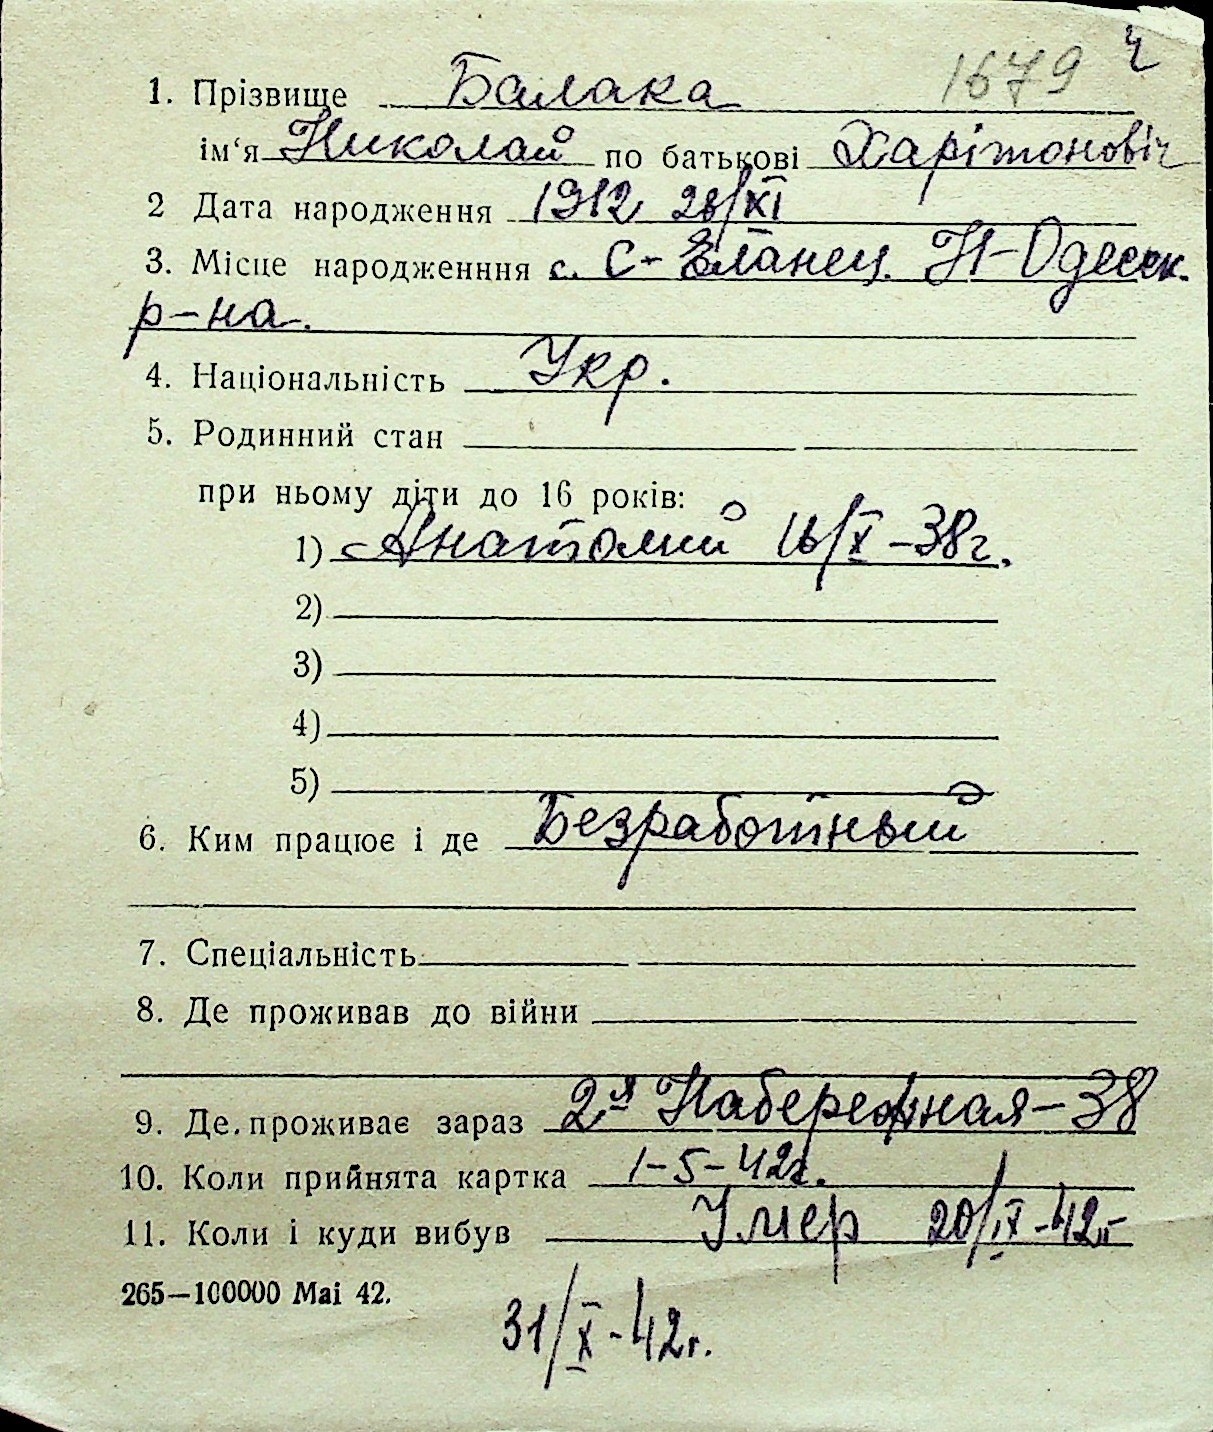 1679 Ч
1. Прізвище Балака
ім‘я Николай по батькові Харітоновіч
2 Дата народження 1912 28/XI
3. Місце народженння с. С-Еланец. Н-Одесск.
р-на.
4. Національність Укр.
5. Родинний стан
при ньому діти до 16 років:
1) Анатолий 16/X-38г.
2)
3)
4)
5)
6. Ким працює і де Безработный
7. Спеціальність
8. Де проживав до війни
9. Де. проживає зараз 2я Набережная-38
10. Коли прийнята картка 1-5-42г.
11. Коли і куди вибув Умер 20/IX-42г
265—100000 Mai 42.
31/X-42г.